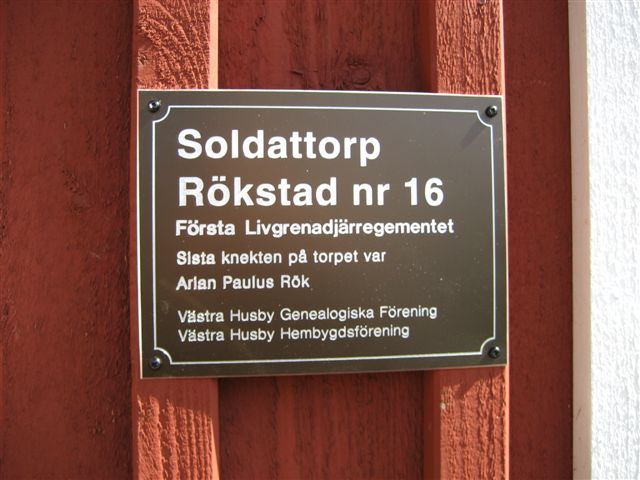 Soldattorp
Rökstad nr 16
Första Livgrenadjärregementet
Sista knekten på torpet var
Arlan Paulus Rök
Västra Husby Genealogiska Förening
Västra Husby Hembygdsförening